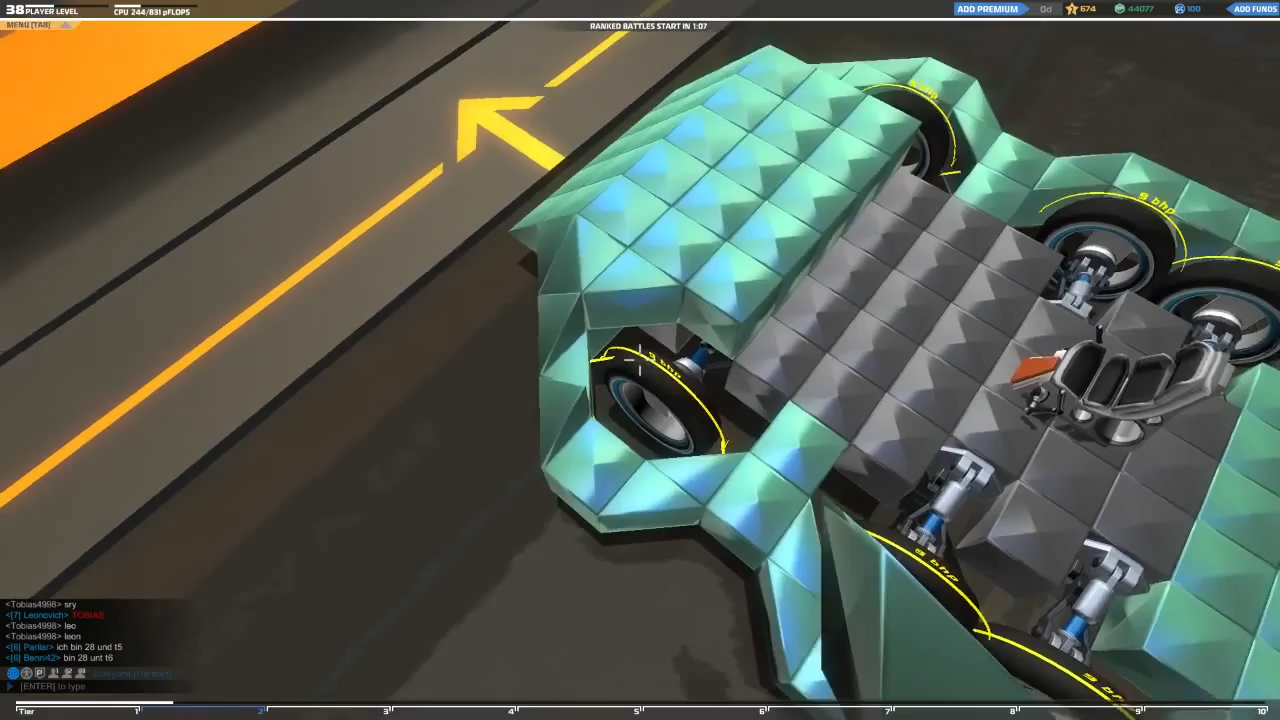 38 PLAYER LEVEL
CPU 244/831 pFLOPS
ADD PREMIUM
0d
674
44077
100
ADD FUNDS
MENU [TAB]
RANKED BATTLES START IN 1:07
9 bhp
9 bhp
9 bhp
<Tobias4998> sry
<[7] Leonovich> TOBIAS
<Tobias4998> leo
<Tobias4998> leon
<[6] Parilar> ich bin 28 und t5
<[6] Benni42> bin 28 unt t6
Everyone (German)
[ENTER] to type
Tier 1 2 3 4 5 6 7 8 9 10